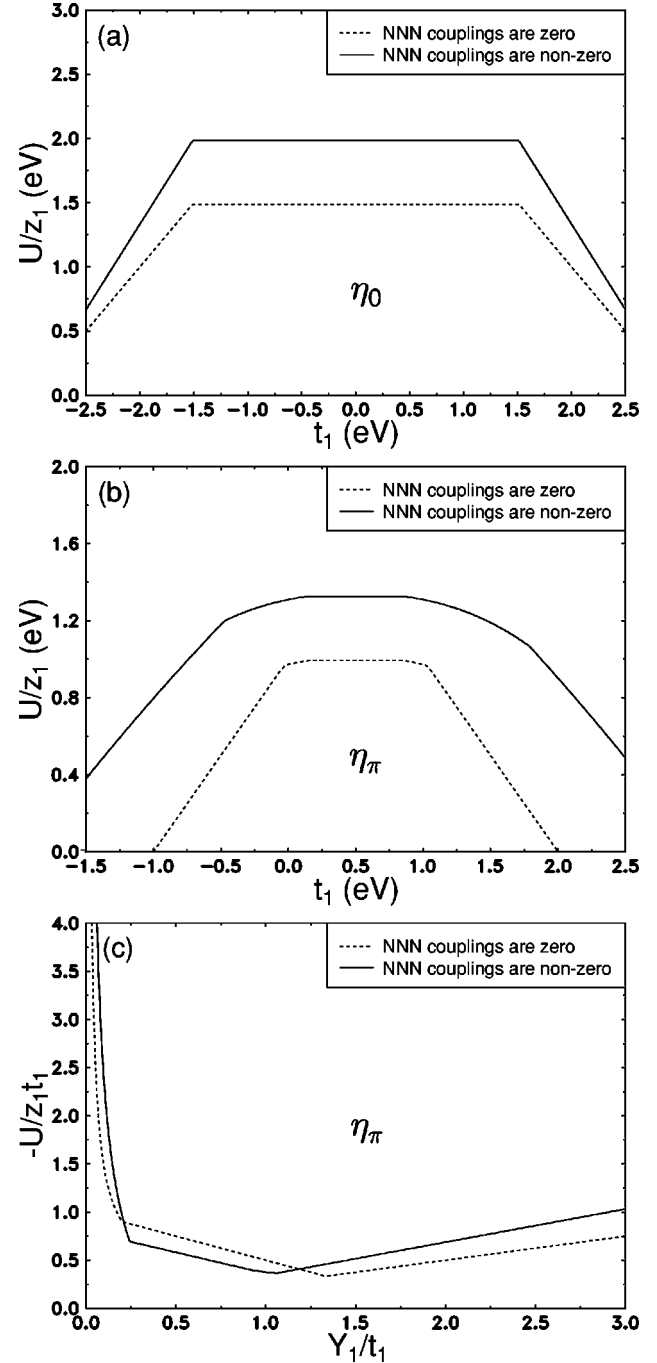 (a)
NNN couplings are zero
NNN couplings are non-zero
3.0
2.5
2.0
1.5
1.0
0.5
0.0
U/z₁ (eV)
η₀
−2.5 −2.0 −1.5 −1.0 −0.5 0.0 0.5 1.0 1.5 2.0 2.5
t₁ (eV)
(b)
NNN couplings are zero
NNN couplings are non-zero
2.0
1.6
1.2
0.8
0.4
0.0
U/z₁ (eV)
η_π
−1.5 −1.0 −0.5 0.0 0.5 1.0 1.5 2.0 2.5
t₁ (eV)
(c)
NNN couplings are zero
NNN couplings are non-zero
4.0
3.5
3.0
2.5
2.0
1.5
1.0
0.5
0.0
-U/z₁t₁
η_π
0.0 0.5 1.0 1.5 2.0 2.5 3.0
Y₁/t₁